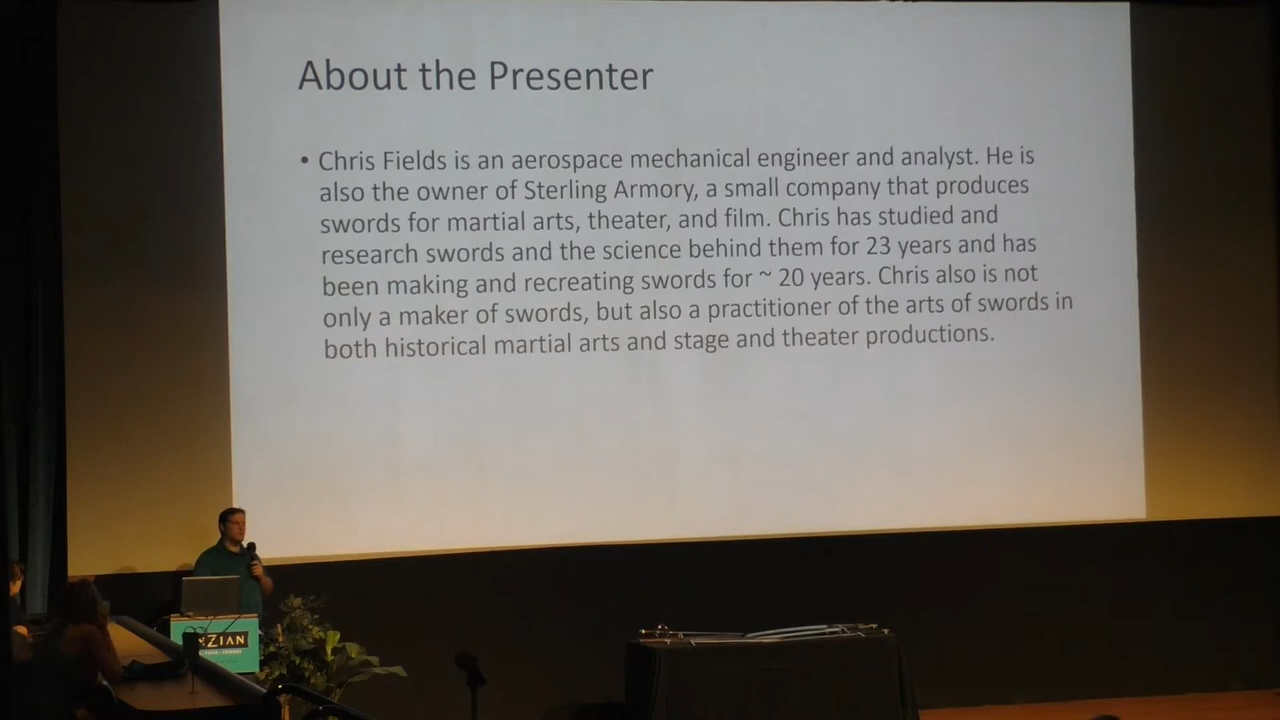 About the Presenter
• Chris Fields is an aerospace mechanical engineer and analyst. He is
also the owner of Sterling Armory, a small company that produces
swords for martial arts, theater, and film. Chris has studied and
research swords and the science behind them for 23 years and has
been making and recreating swords for ~ 20 years. Chris also is not
only a maker of swords, but also a practitioner of the arts of swords in
both historical martial arts and stage and theater productions.
NZIAN